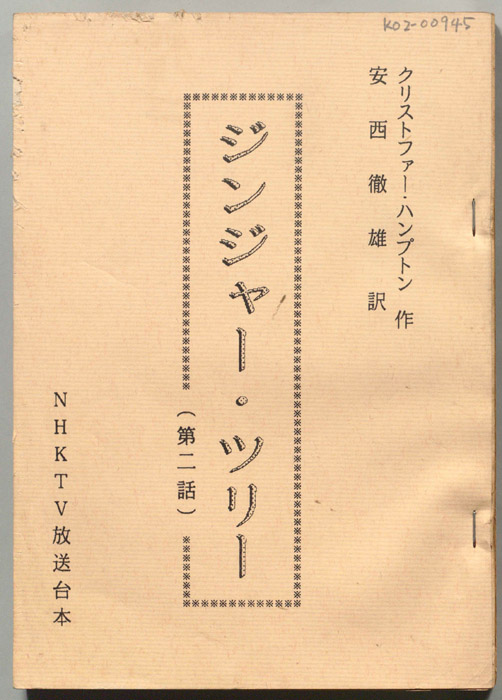 K02-00945
クリストファー・ハンプトン 作
安西徹雄 訳
ジンジャー・ツリー
（第二話）
NHKTV放送台本